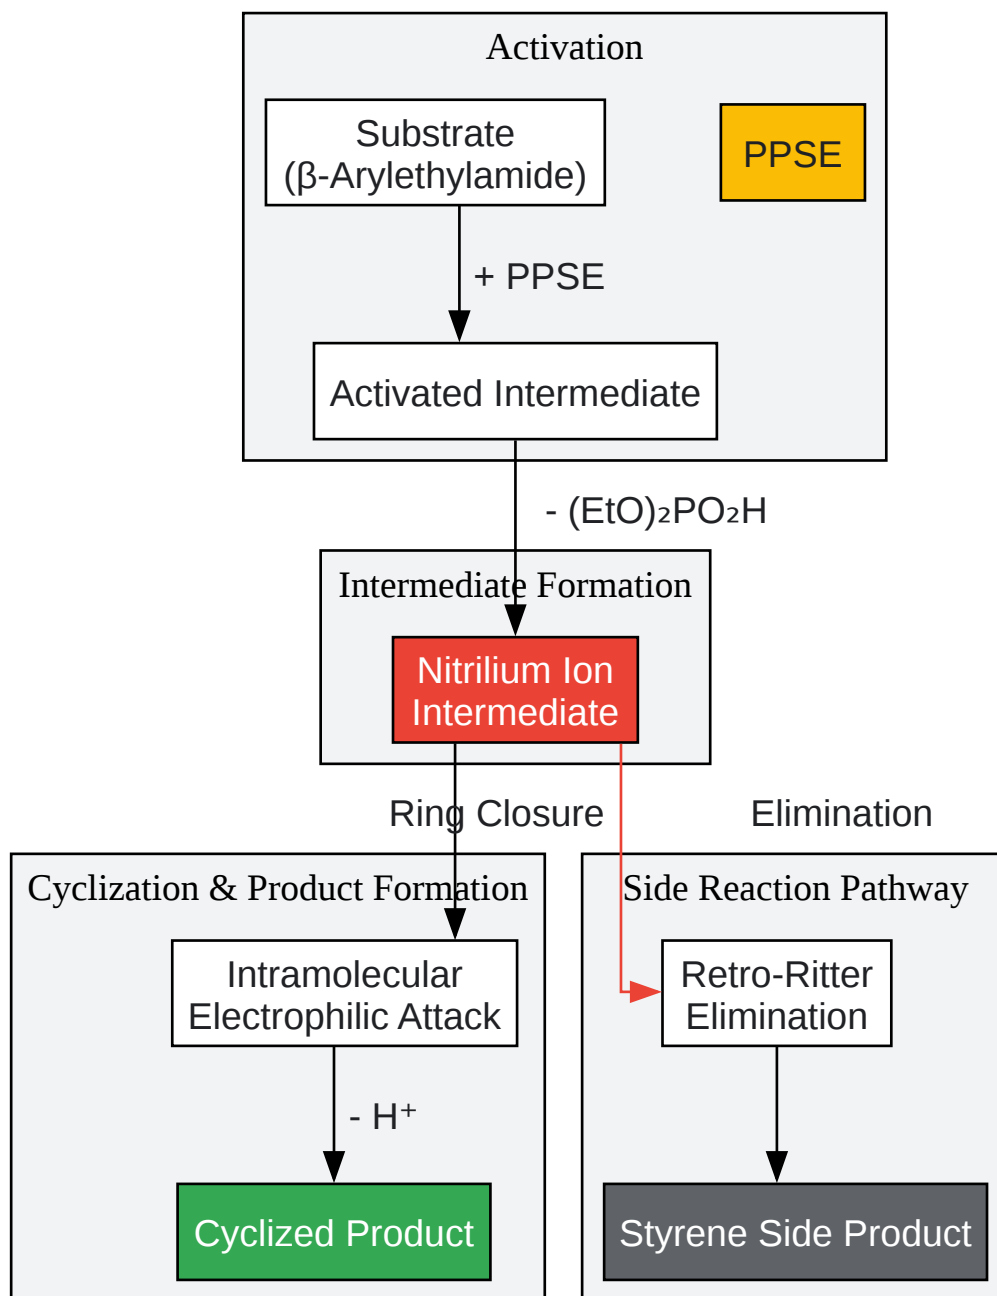 Activation
Substrate
(β-Arylethylamide)
PPSE
+ PPSE
Activated Intermediate
- (EtO)₂PO₂H
Intermediate Formation
Nitrilium Ion
Intermediate
Ring Closure
Elimination
Cyclization & Product Formation
Side Reaction Pathway
Intramolecular
Electrophilic Attack
Retro-Ritter
Elimination
- H⁺
Cyclized Product
Styrene Side Product